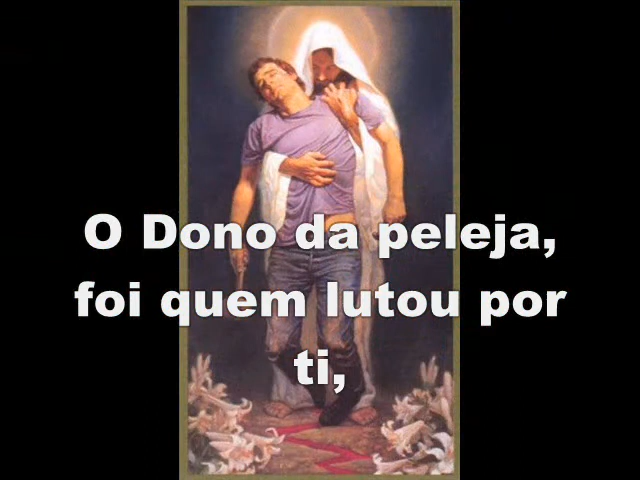 O Dono da peleja,
foi quem lutou por
ti,